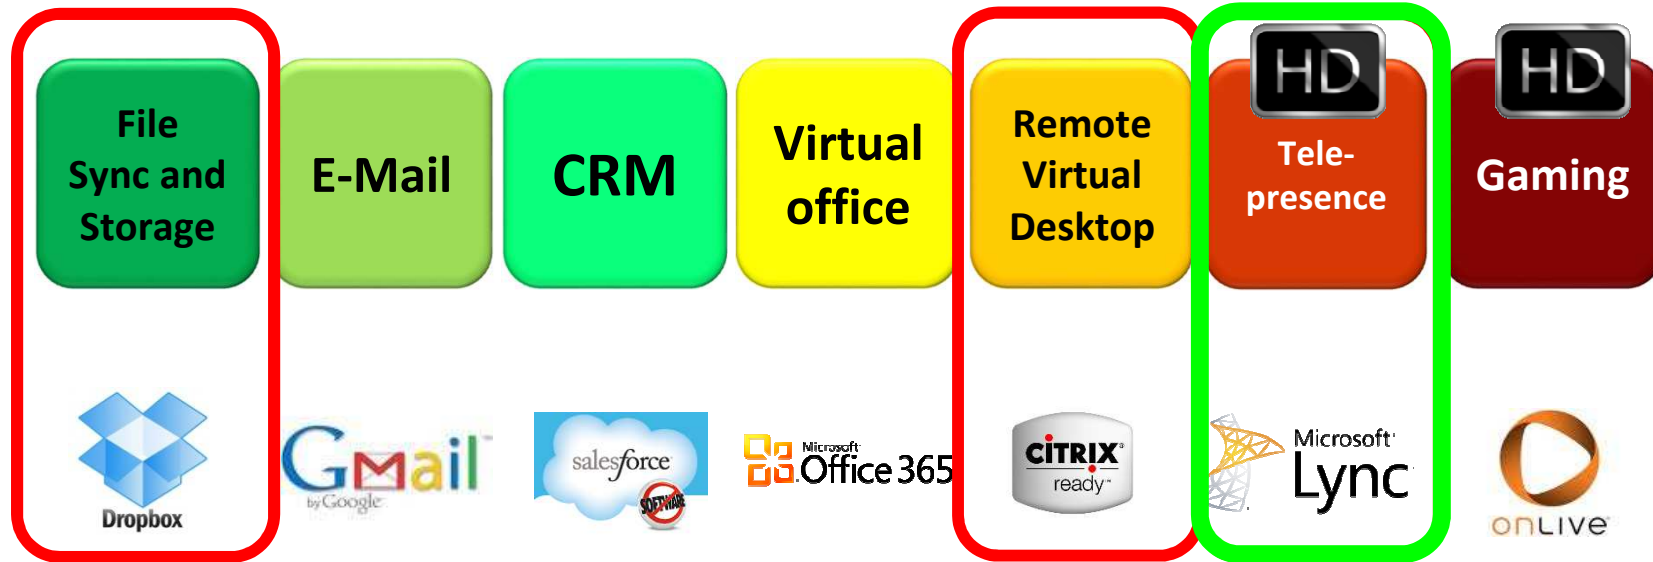 File
Sync and
Storage
E-Mail
CRM
Virtual
office
Remote
Virtual
Desktop
HD
Tele-
presence
HD
Gaming
Dropbox
Gmail
by Google
salesforce
SOFTWARE
Microsoft
Office 365
CITRIX
ready
Microsoft
Lync
onLIVE